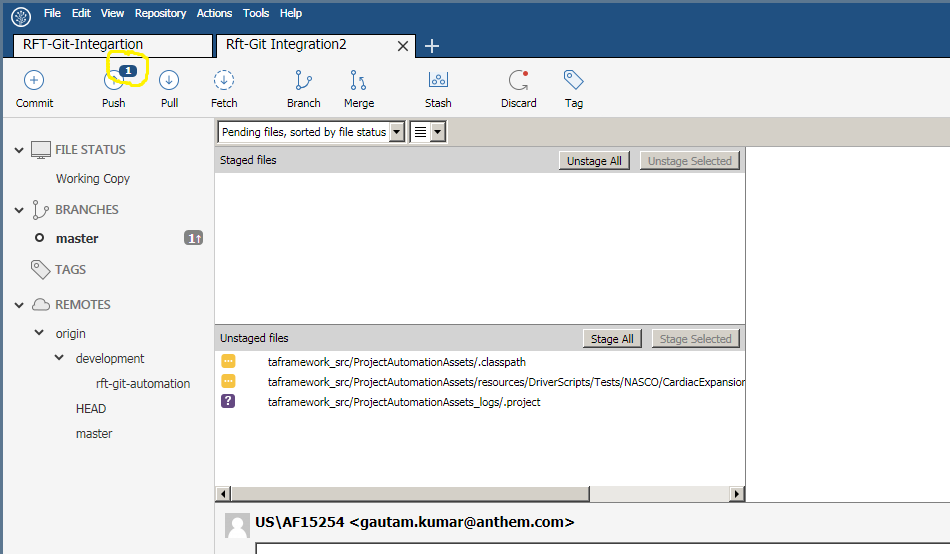 File Edit View Repository Actions Tools Help
RFT-Git-Integartion Rft-Git Integration2
1
Commit Push Pull Fetch Branch Merge Stash Discard Tag
Pending files, sorted by file status
FILE STATUS
Working Copy
BRANCHES
master 1↑
TAGS
REMOTES
origin
development
rft-git-automation
HEAD
master
Staged files Unstage All Unstage Selected
Unstaged files Stage All Stage Selected
taframework_src/ProjectAutomationAssets/.classpath
taframework_src/ProjectAutomationAssets/resources/DriverScripts/Tests/NASCO/CardiacExpansion
? taframework_src/ProjectAutomationAssets_logs/.project
US\AF15254 <gautam.kumar@anthem.com>